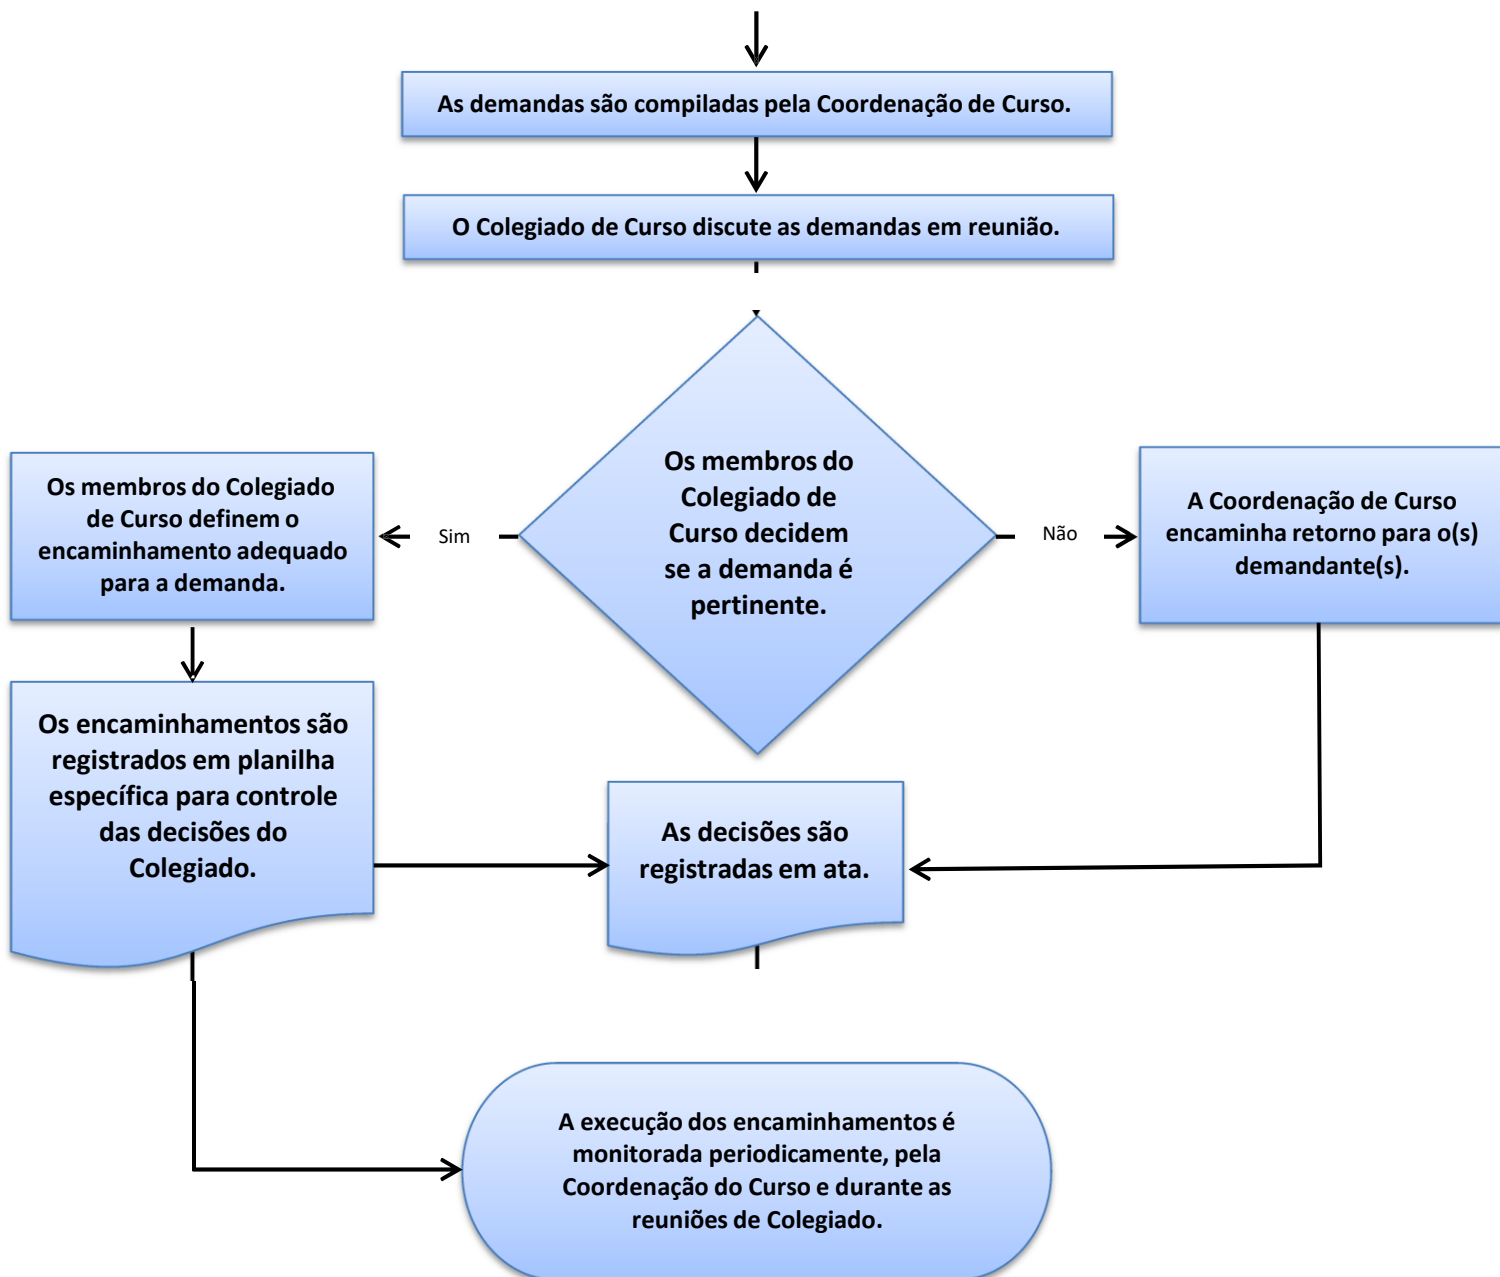 As demandas são compiladas pela Coordenação de Curso.
O Colegiado de Curso discute as demandas em reunião.
Os membros do
Colegiado de
Curso decidem
se a demanda é
pertinente.
Sim
Não
Os membros do Colegiado
de Curso definem o
encaminhamento adequado
para a demanda.
A Coordenação de Curso
encaminha retorno para o(s)
demandante(s).
Os encaminhamentos são
registrados em planilha
específica para controle
das decisões do
Colegiado.
As decisões são
registradas em ata.
A execução dos encaminhamentos é
monitorada periodicamente, pela
Coordenação do Curso e durante as
reuniões de Colegiado.